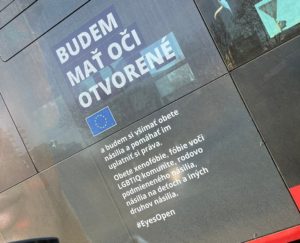 BUDEM
MAŤ OČI
OTVORENÉ
a budem si všímať obete
násilia a pomáhať im
uplatniť si práva.
Obete xenofóbie, fóbie voči
LGBTIQ komunite, rodovo
podmieneného násilia,
násilia na deťoch a iných
druhov násilia.
#EyesOpen